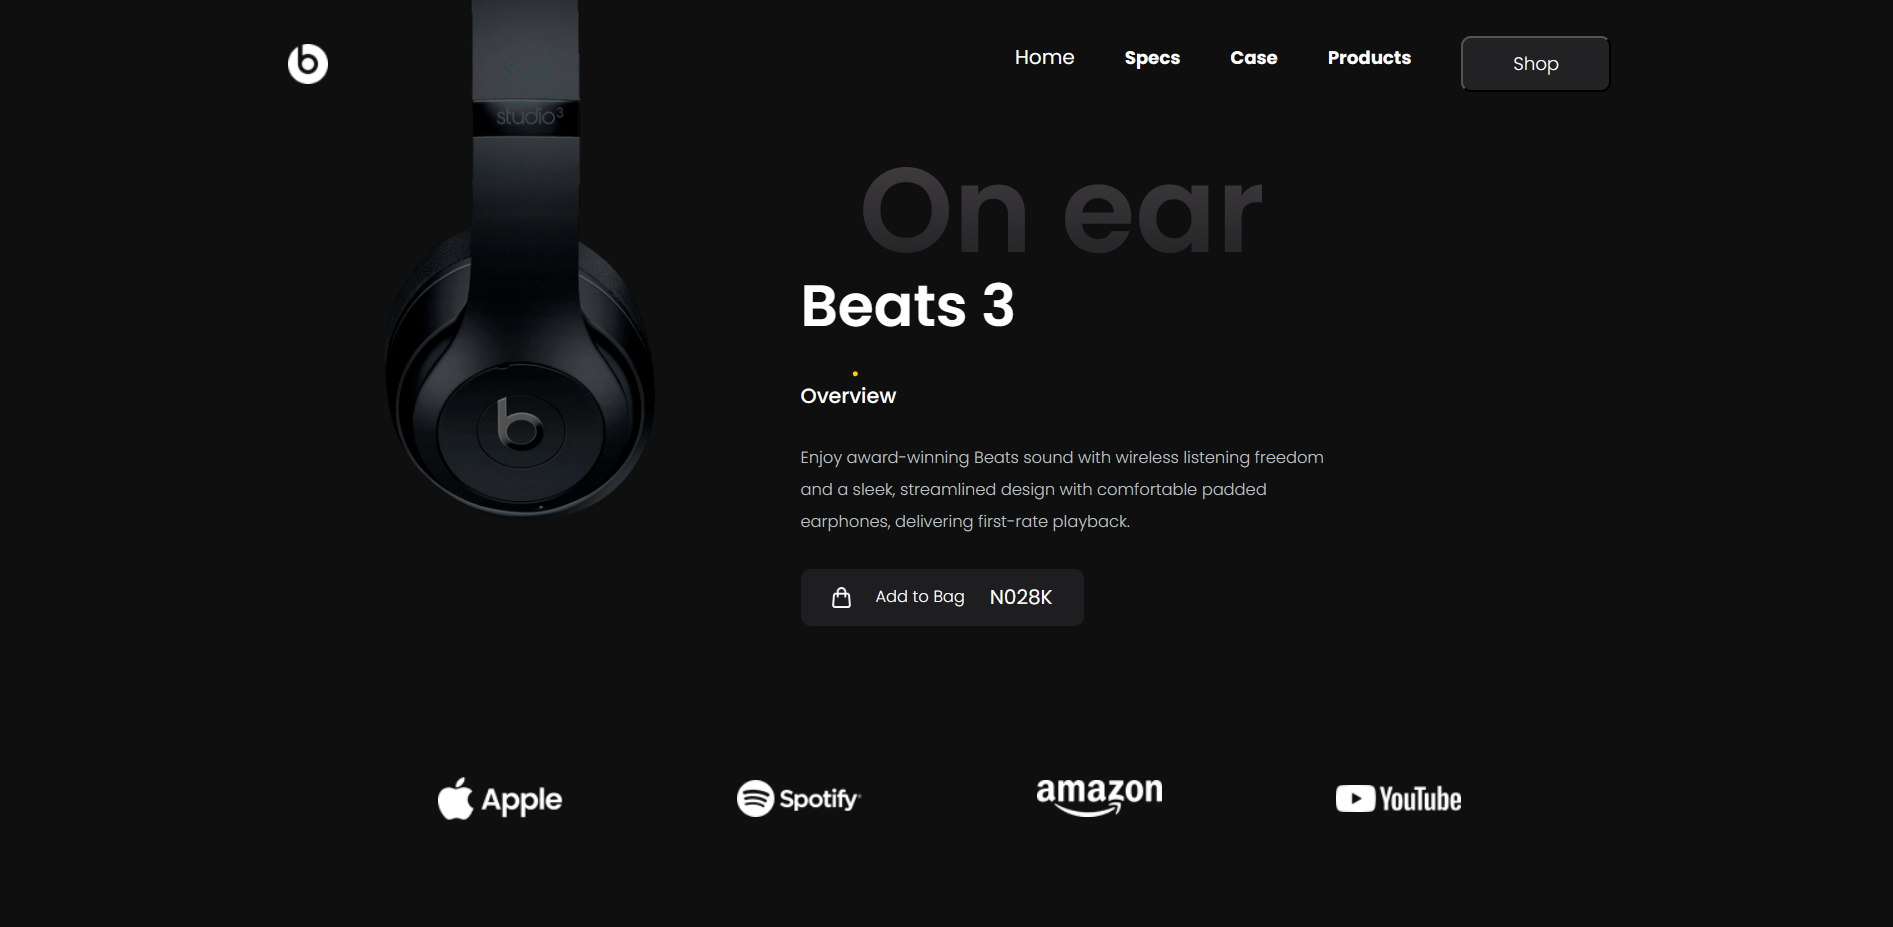 b
Home
Specs
Case
Products
Shop
studio3
On ear
Beats 3
Overview
Enjoy award-winning Beats sound with wireless listening freedom
and a sleek, streamlined design with comfortable padded
earphones, delivering first-rate playback.
Add to Bag N028K
b
Apple
Spotify
amazon
YouTube